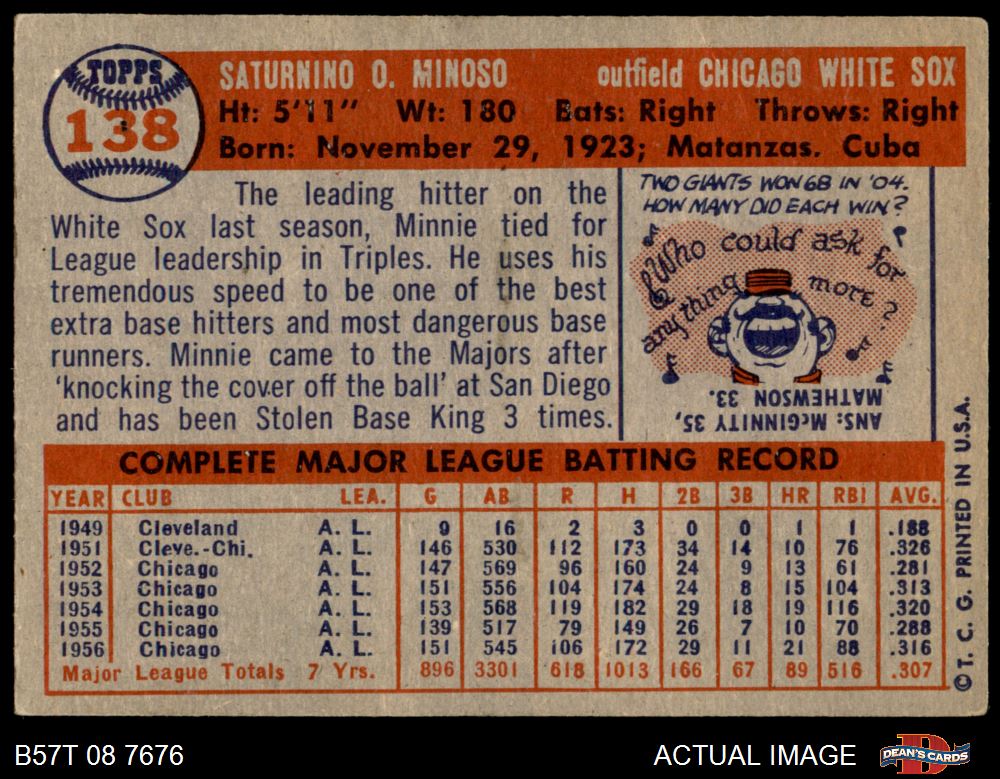 TOPPS
138
SATURNINO O. MINOSO outfield CHICAGO WHITE SOX
Ht: 5'11" Wt: 180 Bats: Right Throws: Right
Born: November 29, 1923; Matanzas. Cuba
The leading hitter on the
White Sox last season, Minnie tied for
League leadership in Triples. He uses his
tremendous speed to be one of the best
extra base hitters and most dangerous base
runners. Minnie came to the Majors after
'knocking the cover off the ball' at San Diego
and has been Stolen Base King 3 times.
TWO GIANTS WON 68 IN '04.
HOW MANY DID EACH WIN?
Who could ask for
anything more?
ANS: McGINNITY 35,
MATHEWSON 33.
COMPLETE MAJOR LEAGUE BATTING RECORD
YEAR CLUB LEA. G AB R H 2B 3B HR RBI AVG.
1949 Cleveland A. L. 9 16 2 3 0 0 1 1 .188
1951 Cleve.-Chi. A. L. 146 530 112 173 34 14 10 76 .326
1952 Chicago A. L. 147 569 96 160 24 9 13 61 .281
1953 Chicago A. L. 151 556 104 174 24 8 15 104 .313
1954 Chicago A. L. 153 568 119 182 29 18 19 116 .320
1955 Chicago A. L. 139 517 79 149 26 7 10 70 .288
1956 Chicago A. L. 151 545 106 172 29 11 21 88 .316
Major League Totals 7 Yrs. 896 3301 618 1013 166 67 89 516 .307
©T. C. G. PRINTED IN U.S.A.
B57T 08 7676
ACTUAL IMAGE
DEAN'S CARDS